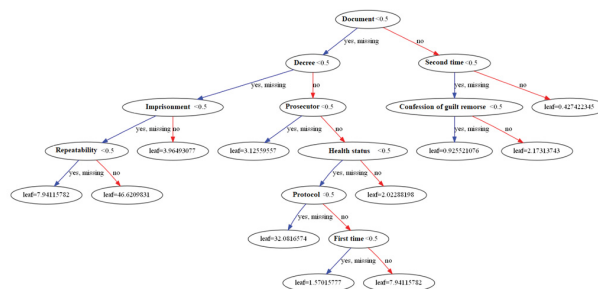 Document <0.5
yes, missing
no
Decree <0.5
Second time <0.5
yes, missing
no
yes, missing
no
Imprisonment <0.5
Prosecutor <0.5
Confession of guilt remorse <0.5
leaf=0.427422345
yes, missing
no
yes, missing
no
yes, missing
no
Repeatability <0.5
leaf=3.96493077
leaf=3.12559557
Health status <0.5
leaf=0.925521076
leaf=2.17313743
yes, missing
no
yes, missing
no
leaf=7.94115782
leaf=46.6209831
Protocol <0.5
leaf=2.02288198
yes, missing
no
leaf=32.0816574
First time <0.5
yes, missing
no
leaf=1.57015777
leaf=7.94115782